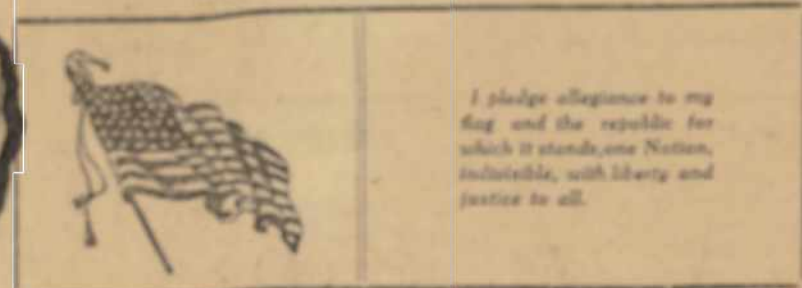 I pledge allegiance to my
flag and the republic for
which it stands,one Nation,
indivisible, with liberty and
justice to all.